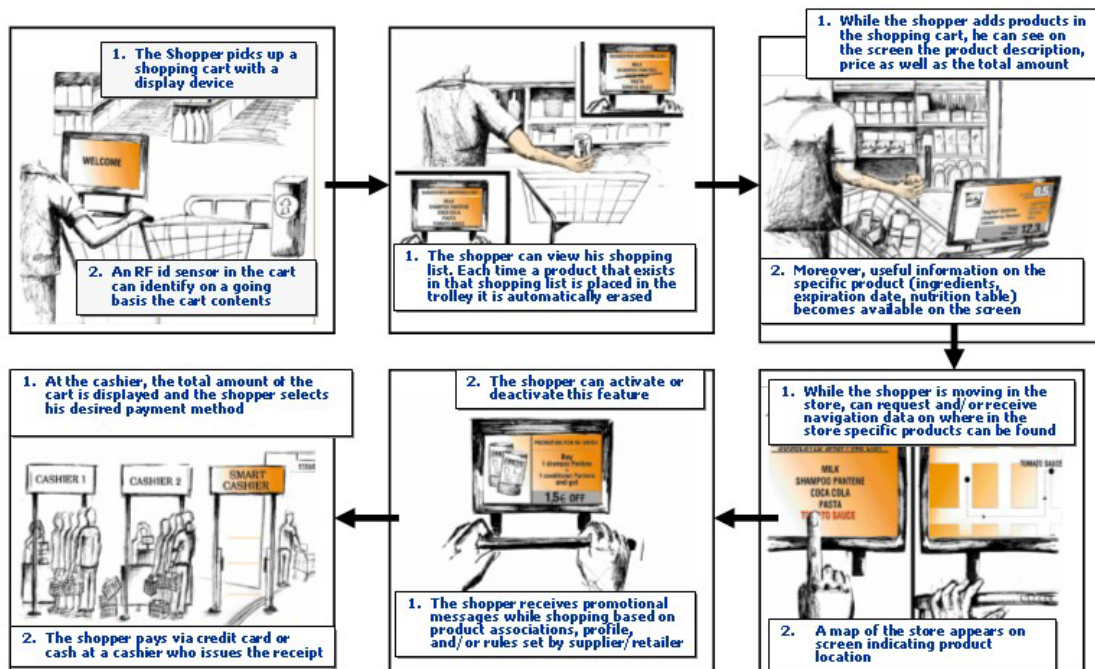 1. The Shopper picks up a
shopping cart with a
display device
WELCOME
2. An RF id sensor in the cart
can identify on a going
basis the cart contents
MILK
SHAMPOO PANTENE
PASTA
TOMATO SAUCE
MILK
SHAMPOO PANTENE
COCA COLA
PASTA
TOMATO SAUCE
1. The shopper can view his shopping
list. Each time a product that exists
in that shopping list is placed in the
trolley it is automatically erased
1. While the shopper adds products in
the shopping cart, he can see on
the screen the product description,
price as well as the total amount
0.5.
12.3.
2. Moreover, useful information on the
specific product (ingredients,
expiration date, nutrition table)
becomes available on the screen
1. While the shopper is moving in the
store, can request and/or receive
navigation data on where in the
store specific products can be found
MILK
SHAMPOO PANTENE
COCA COLA
PASTA
TOMATO SAUCE
TOMATO SAUCE
2. A map of the store appears on
screen indicating product
location
2. The shopper can activate or
deactivate this feature
Buy
1 shampoo Pantene
+
1 conditioner Pantene
and get
1,5€ OFF
1. The shopper receives promotional
messages while shopping based on
product associations, profile,
and/or rules set by supplier/retailer
1. At the cashier, the total amount of the
cart is displayed and the shopper selects
his desired payment method
CASHIER 1
CASHIER 2
SMART
CASHIER
2. The shopper pays via credit card or
cash at a cashier who issues the receipt